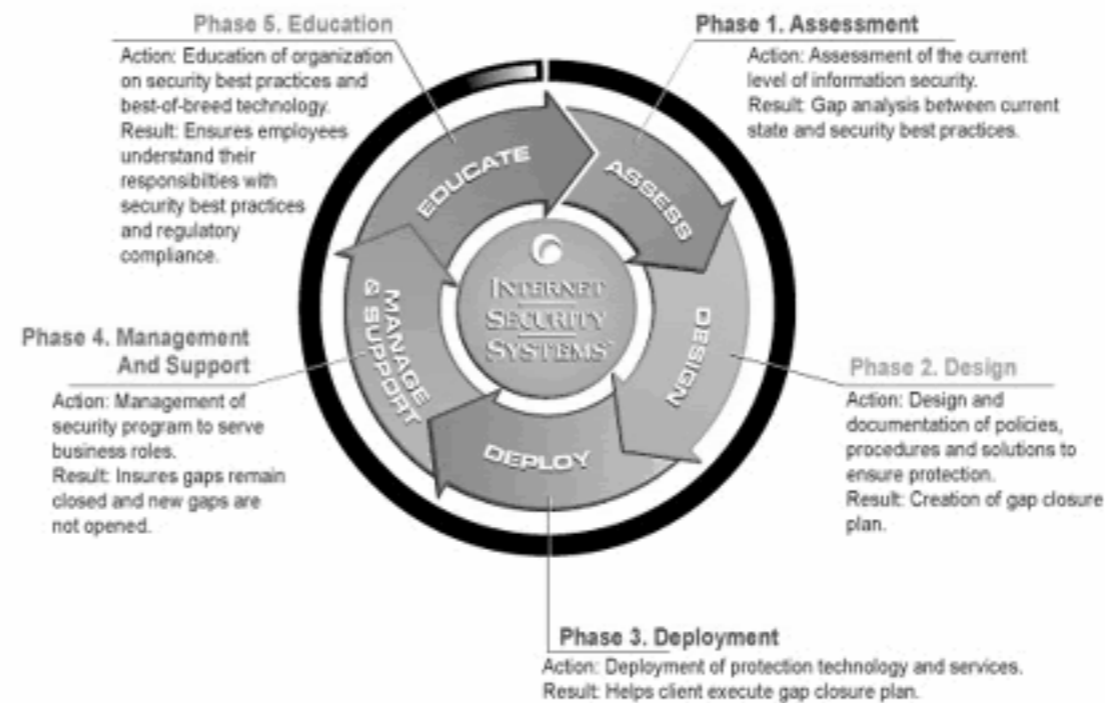 Phase 5. Education
Action: Education of organization
on security best practices and
best-of-breed technology.
Result: Ensures employees
understand their
responsibilties with
security best practices
and regulatory
compliance.
Phase 1. Assessment
Action: Assessment of the current
level of information security.
Result: Gap analysis between current
state and security best practices.
EDUCATE
ASSESS
DESIGN
DEPLOY
MANAGE
& SUPPORT
INTERNET
SECURITY
SYSTEMS
Phase 4. Management
And Support
Action: Management of
security program to serve
business roles.
Result: Insures gaps remain
closed and new gaps are
not opened.
Phase 2. Design
Action: Design and
documentation of policies,
procedures and solutions to
ensure protection.
Result: Creation of gap closure
plan.
Phase 3. Deployment
Action: Deployment of protection technology and services.
Result: Helps client execute gap closure plan.